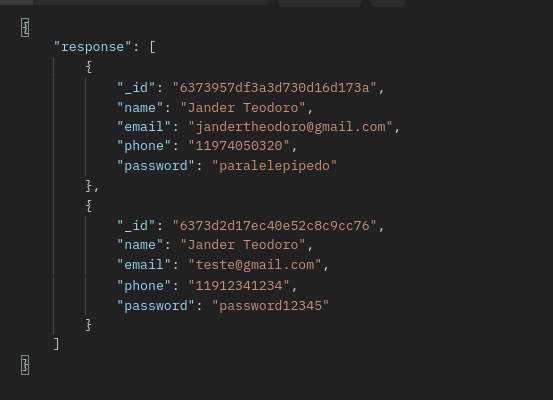 {
"response": [
{
"_id": "6373957df3a3d730d16d173a",
"name": "Jander Teodoro",
"email": "jandertheodoro@gmail.com",
"phone": "11974050320",
"password": "paralelepipedo"
},
{
"_id": "6373d2d17ec40e52c8c9cc76",
"name": "Jander Teodoro",
"email": "teste@gmail.com",
"phone": "11912341234",
"password": "password12345"
}
]
}